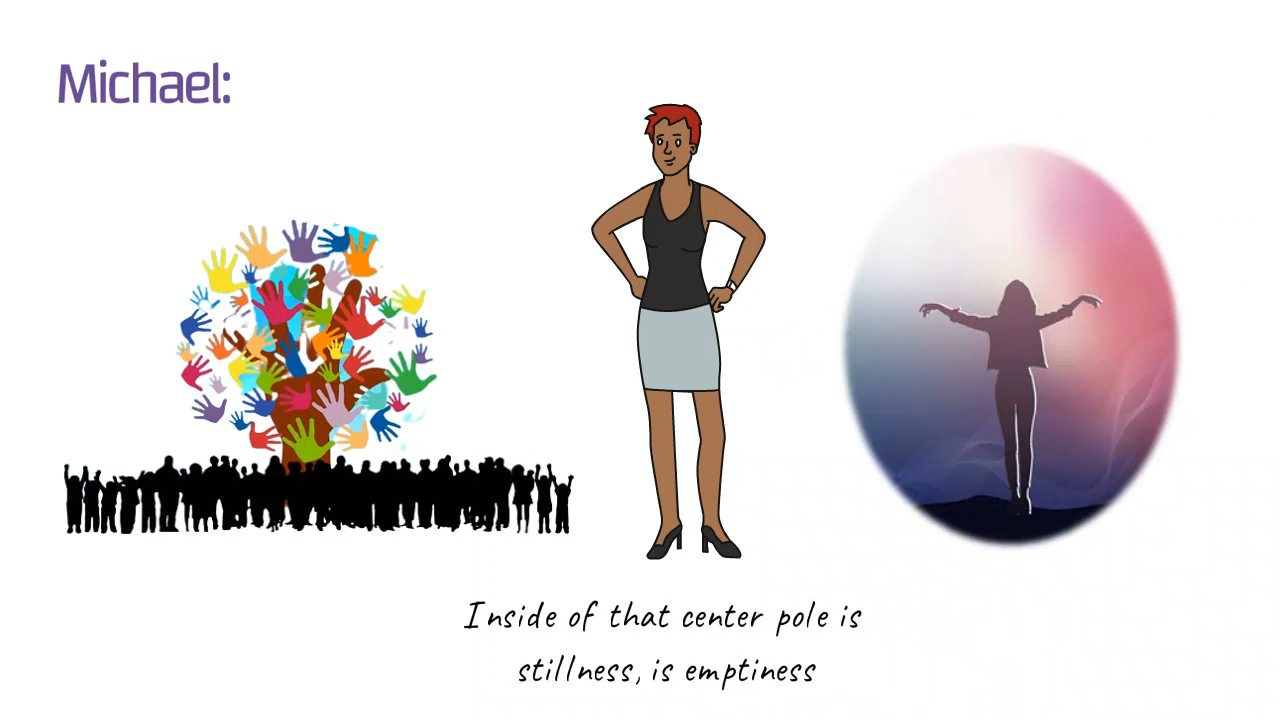 Michael:
Inside of that center pole is
stillness, is emptiness